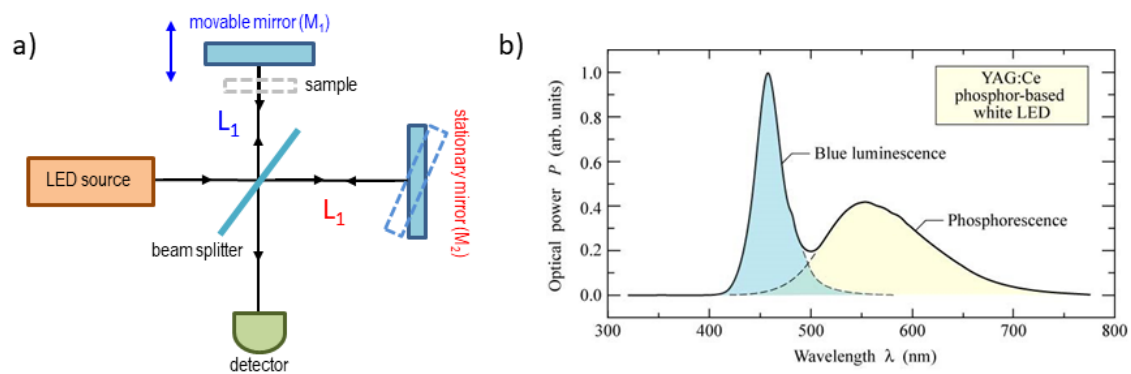 a)
movable mirror (M1)
sample
L1
LED source
L1
stationary mirror (M2)
beam splitter
detector
b)
YAG:Ce
phosphor-based
white LED
Blue luminescence
Phosphorescence
Optical power P (arb. units)
1.0
0.8
0.6
0.4
0.2
0.0
300 400 500 600 700 800
Wavelength λ (nm)